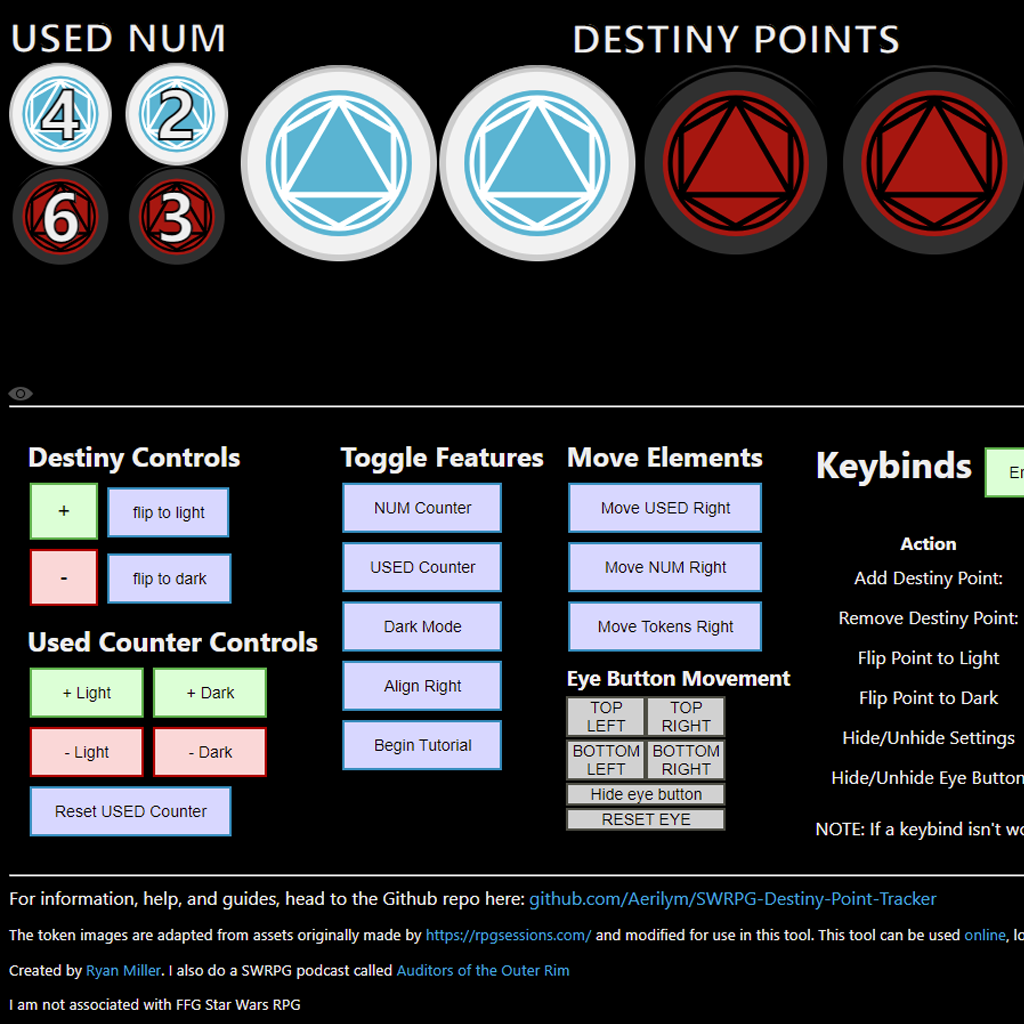 USED NUM
DESTINY POINTS
4 2
6 3
Destiny Controls
+ flip to light
- flip to dark
Used Counter Controls
+ Light + Dark
- Light - Dark
Reset USED Counter
Toggle Features
NUM Counter
USED Counter
Dark Mode
Align Right
Begin Tutorial
Move Elements
Move USED Right
Move NUM Right
Move Tokens Right
Eye Button Movement
TOP LEFT
TOP RIGHT
BOTTOM LEFT
BOTTOM RIGHT
Hide eye button
RESET EYE
Keybinds
Action
Add Destiny Point:
Remove Destiny Point:
Flip Point to Light
Flip Point to Dark
Hide/Unhide Settings
Hide/Unhide Eye Button
NOTE: If a keybind isn't
For information, help, and guides, head to the Github repo here: github.com/Aerilym/SWRPG-Destiny-Point-Tracker
The token images are adapted from assets originally made by https://rpgsessions.com/ and modified for use in this tool. This tool can be used online,
Created by Ryan Miller. I also do a SWRPG podcast called Auditors of the Outer Rim
I am not associated with FFG Star Wars RPG